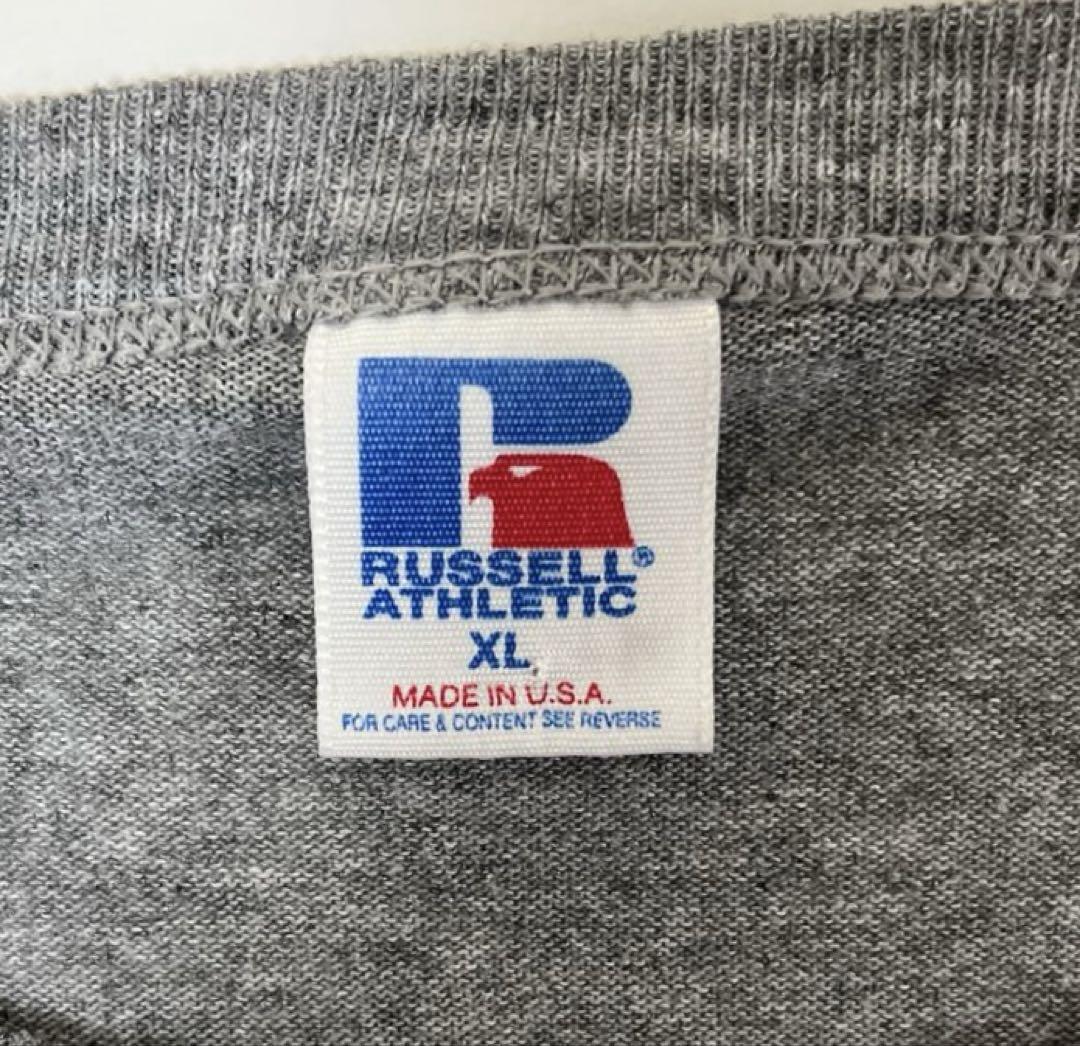 RUSSELL®
ATHLETIC
XL
MADE IN U.S.A.
FOR CARE & CONTENT SEE REVERSE